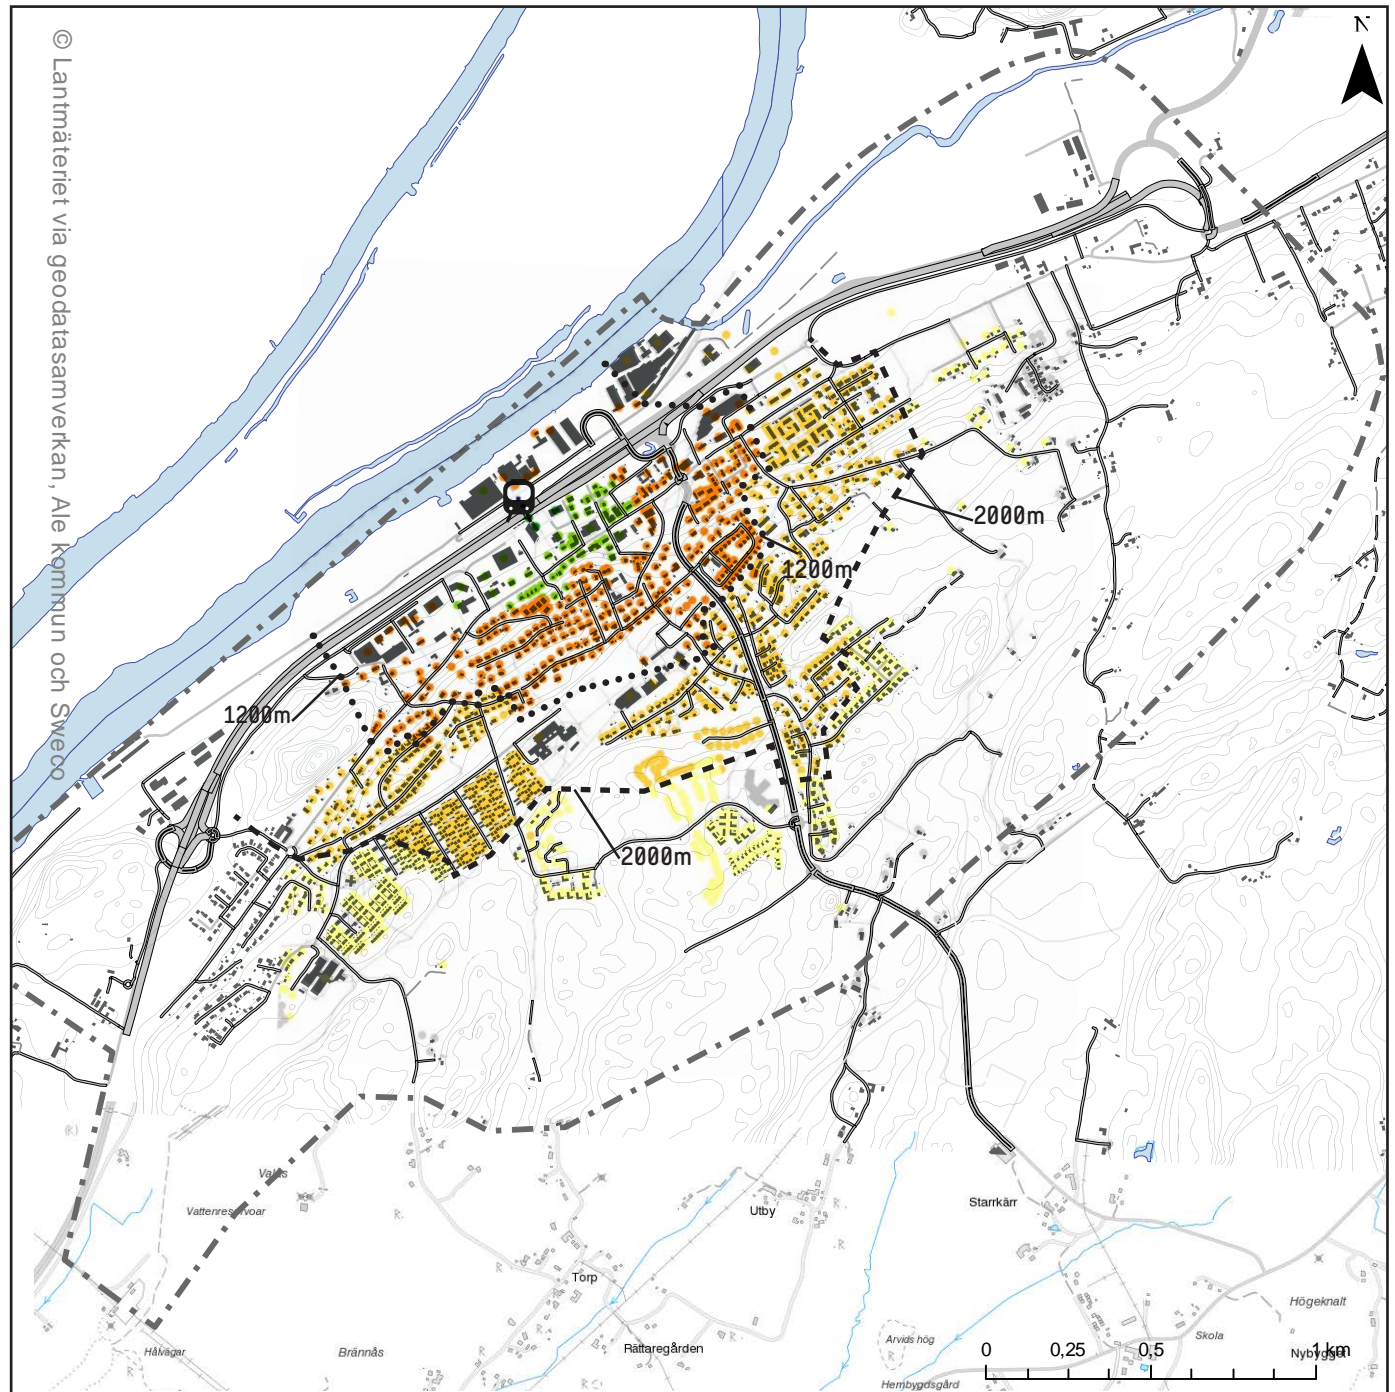 N
© Lantmäteriet via geodatasamverkan, Ale kommun och Sweco
2000m
1200m
1200m
2000m
Vattenreservoar
Utby
Starrkärr
Torp
Högeknalt
Rättaregården
Arvids hög
Skola
Hålvägar
Brännås
Hembygdsgård
0 0,25 0,5 1 km